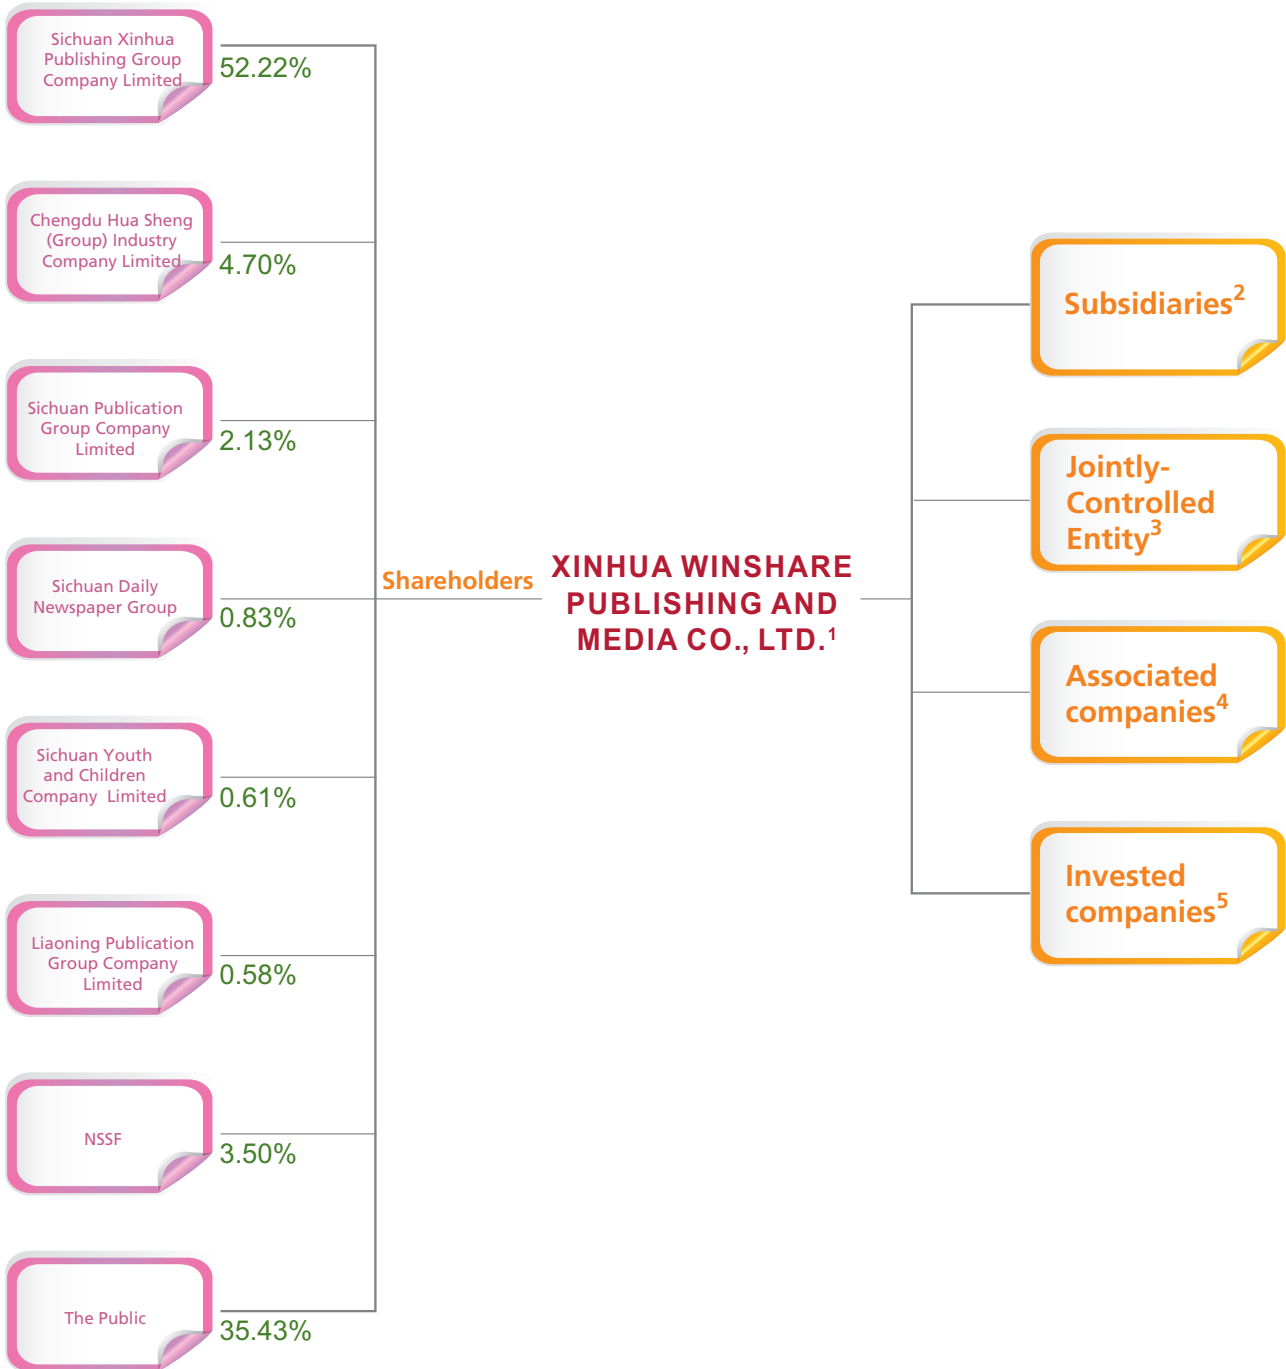 Sichuan Xinhua
Publishing Group
Company Limited
52.22%
Chengdu Hua Sheng
(Group) Industry
Company Limited
4.70%
Sichuan Publication
Group Company
Limited
2.13%
Sichuan Daily
Newspaper Group
0.83%
Sichuan Youth
and Children
Company Limited
0.61%
Liaoning Publication
Group Company
Limited
0.58%
NSSF
3.50%
The Public
35.43%
Shareholders
XINHUA WINSHARE
PUBLISHING AND
MEDIA CO., LTD.¹
Subsidiaries²
Jointly-
Controlled
Entity³
Associated
companies⁴
Invested
companies⁵